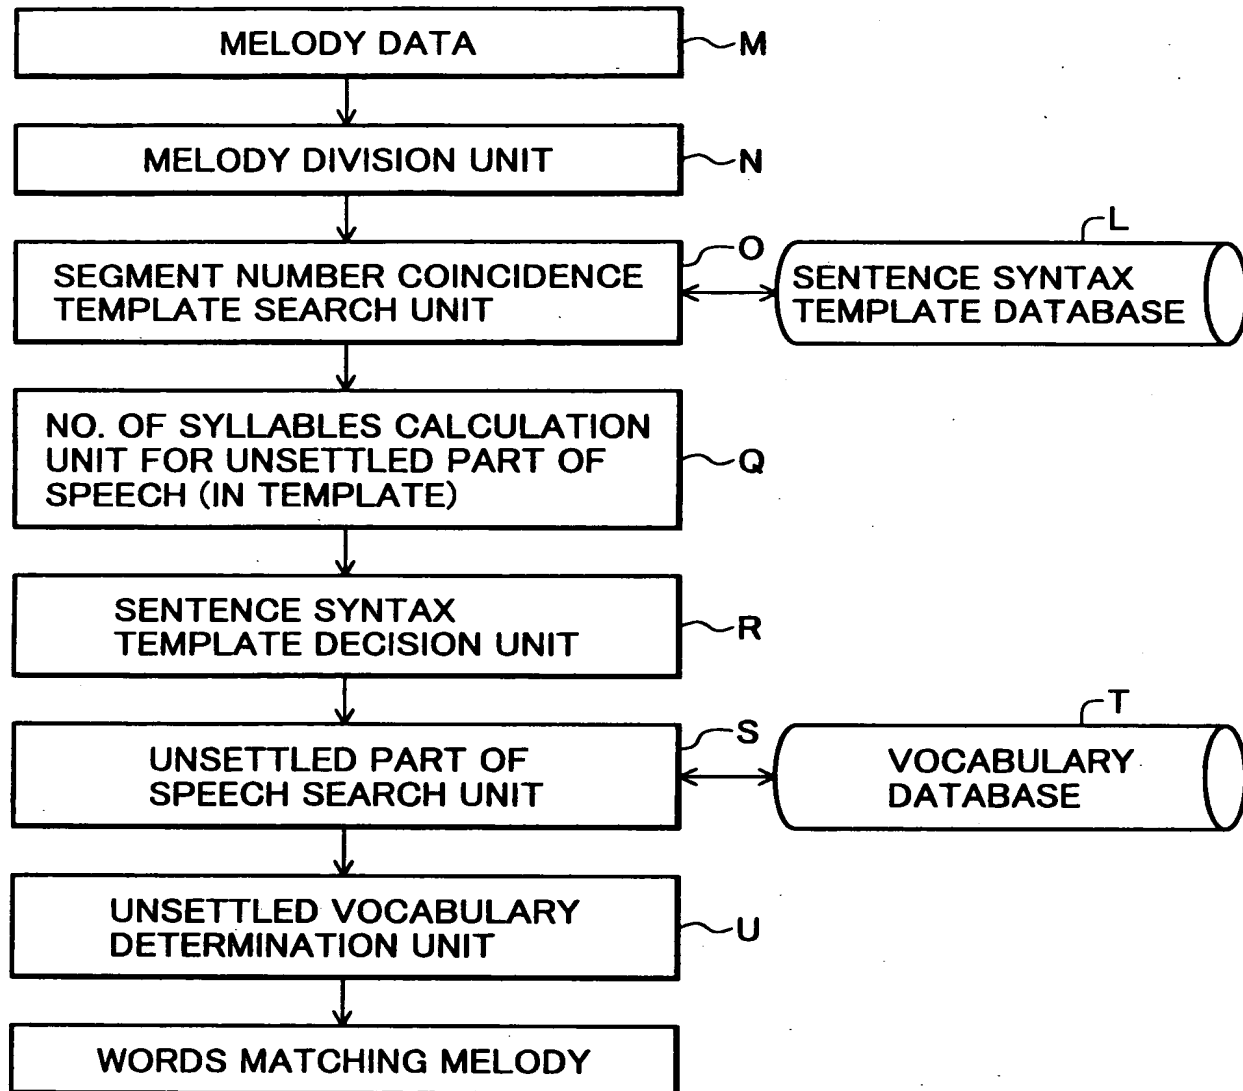 MELODY DATA
M
MELODY DIVISION UNIT
N
SEGMENT NUMBER COINCIDENCE
TEMPLATE SEARCH UNIT
O
L
SENTENCE SYNTAX
TEMPLATE DATABASE
NO. OF SYLLABLES CALCULATION
UNIT FOR UNSETTLED PART OF
SPEECH (IN TEMPLATE)
Q
SENTENCE SYNTAX
TEMPLATE DECISION UNIT
R
UNSETTLED PART OF
SPEECH SEARCH UNIT
S
T
VOCABULARY
DATABASE
UNSETTLED VOCABULARY
DETERMINATION UNIT
U
WORDS MATCHING MELODY